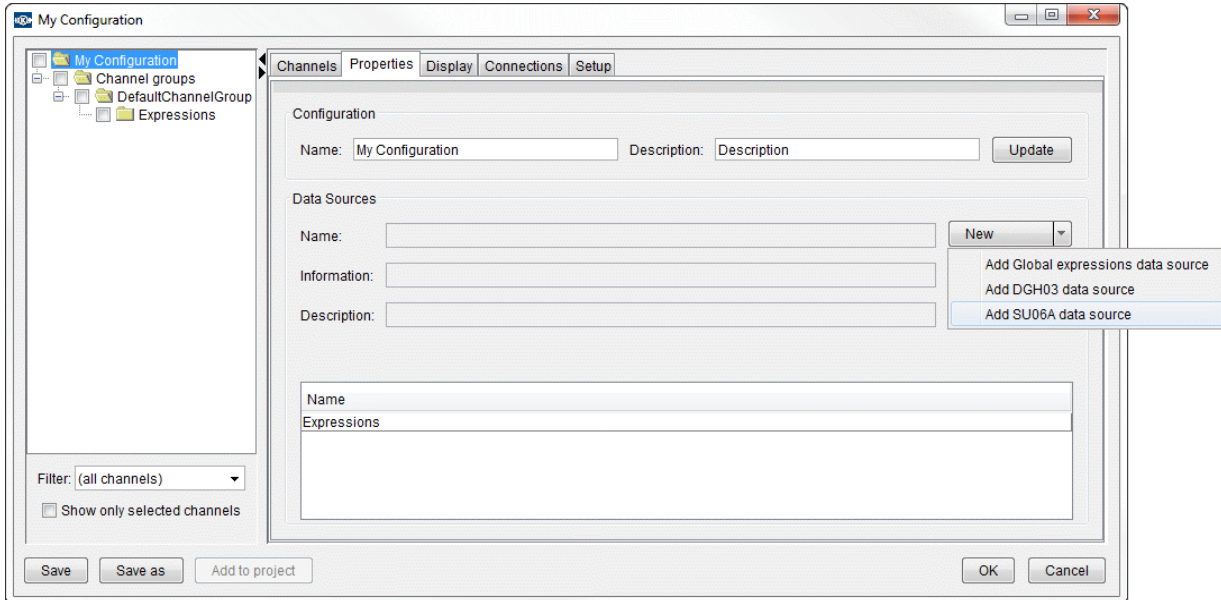 My Configuration
My Configuration
Channel groups
DefaultChannelGroup
Expressions
Filter: (all channels)
Show only selected channels
Channels Properties Display Connections Setup
Configuration
Name: My Configuration Description: Description Update
Data Sources
Name: New
Add Global expressions data source
Add DGH03 data source
Add SU06A data source
Information:
Description:
Name
Expressions
Save Save as Add to project OK Cancel